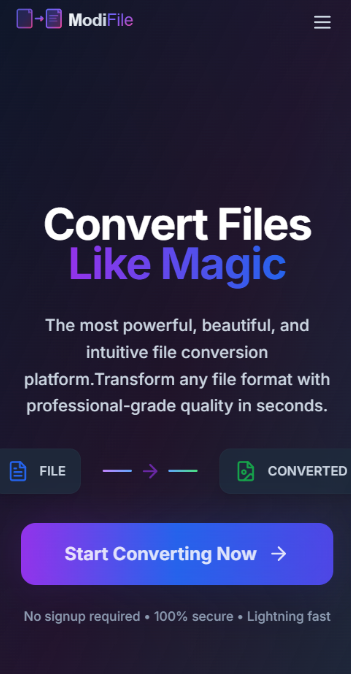 ModiFile
Convert Files
Like Magic
The most powerful, beautiful, and
intuitive file conversion
platform.Transform any file format with
professional-grade quality in seconds.
FILE
CONVERTED
Start Converting Now
No signup required • 100% secure • Lightning fast